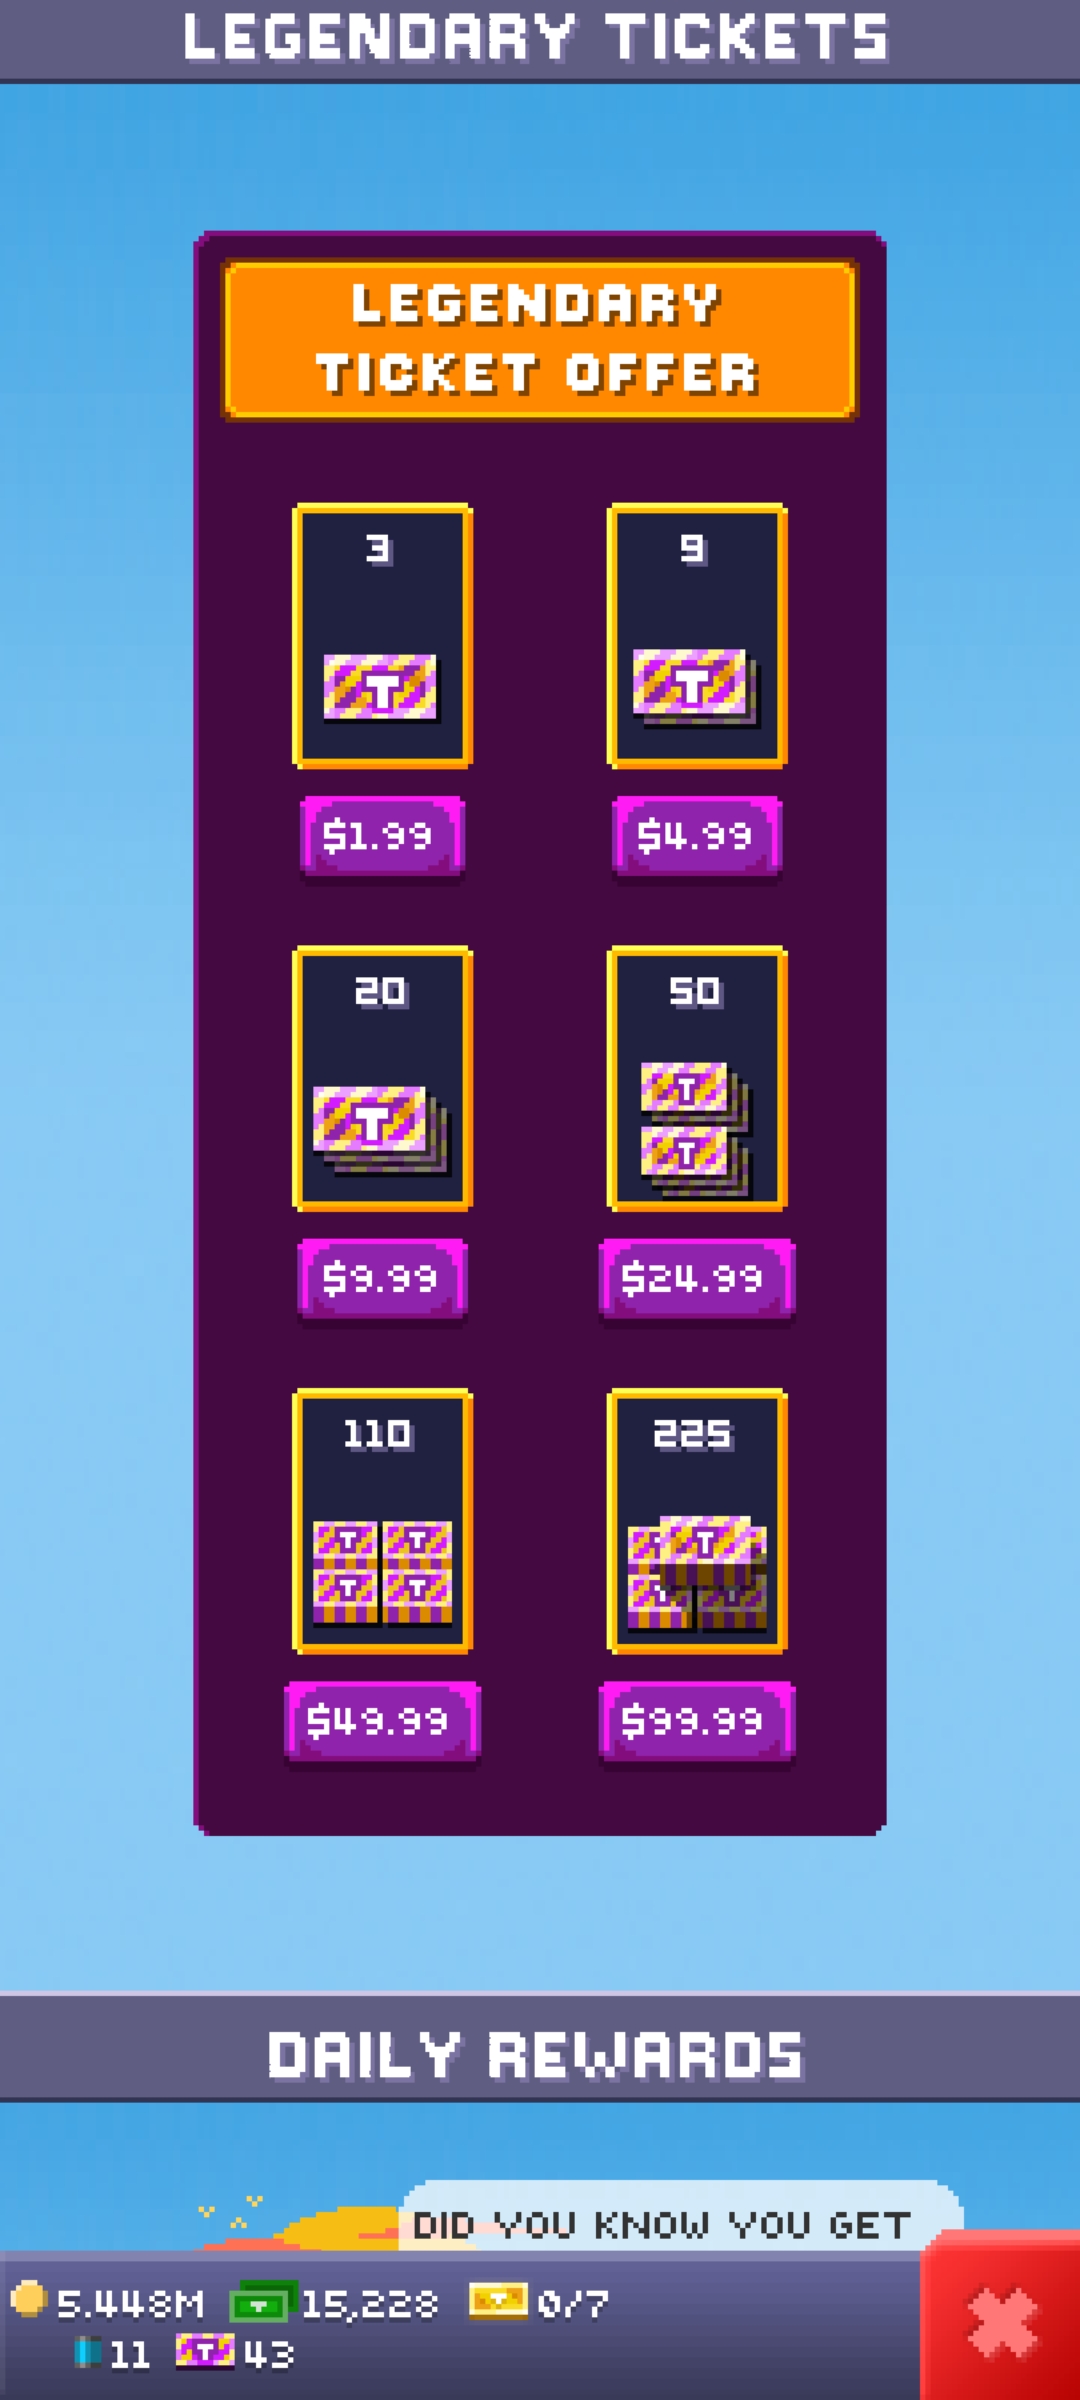 LEGENDARY TICKETS
LEGENDARY
TICKET OFFER
3
9
T
T
$1.99
$4.99
20
50
T
T
T
$9.99
$24.99
110
225
T T
T
T T
T T
$49.99
$99.99
DAILY REWARDS
DID YOU KNOW YOU GET
5.448M 15,228 0/7
11 T 43